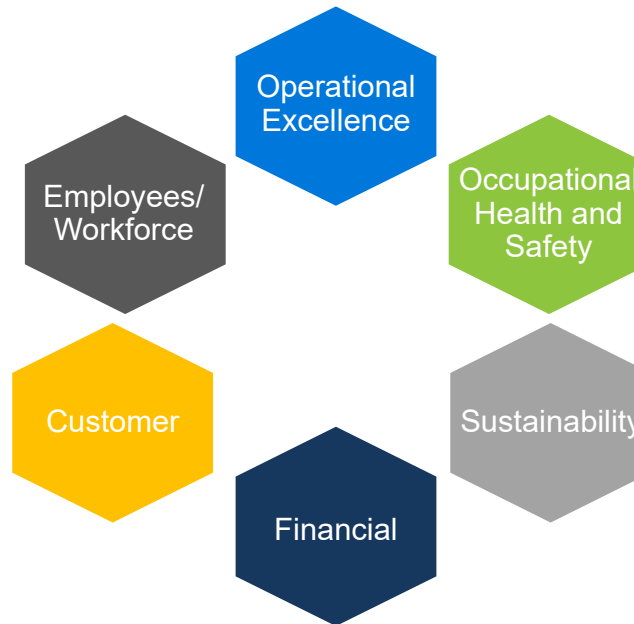 Operational
Excellence
Employees/
Workforce
Occupational
Health and
Safety
Customer
Sustainability
Financial